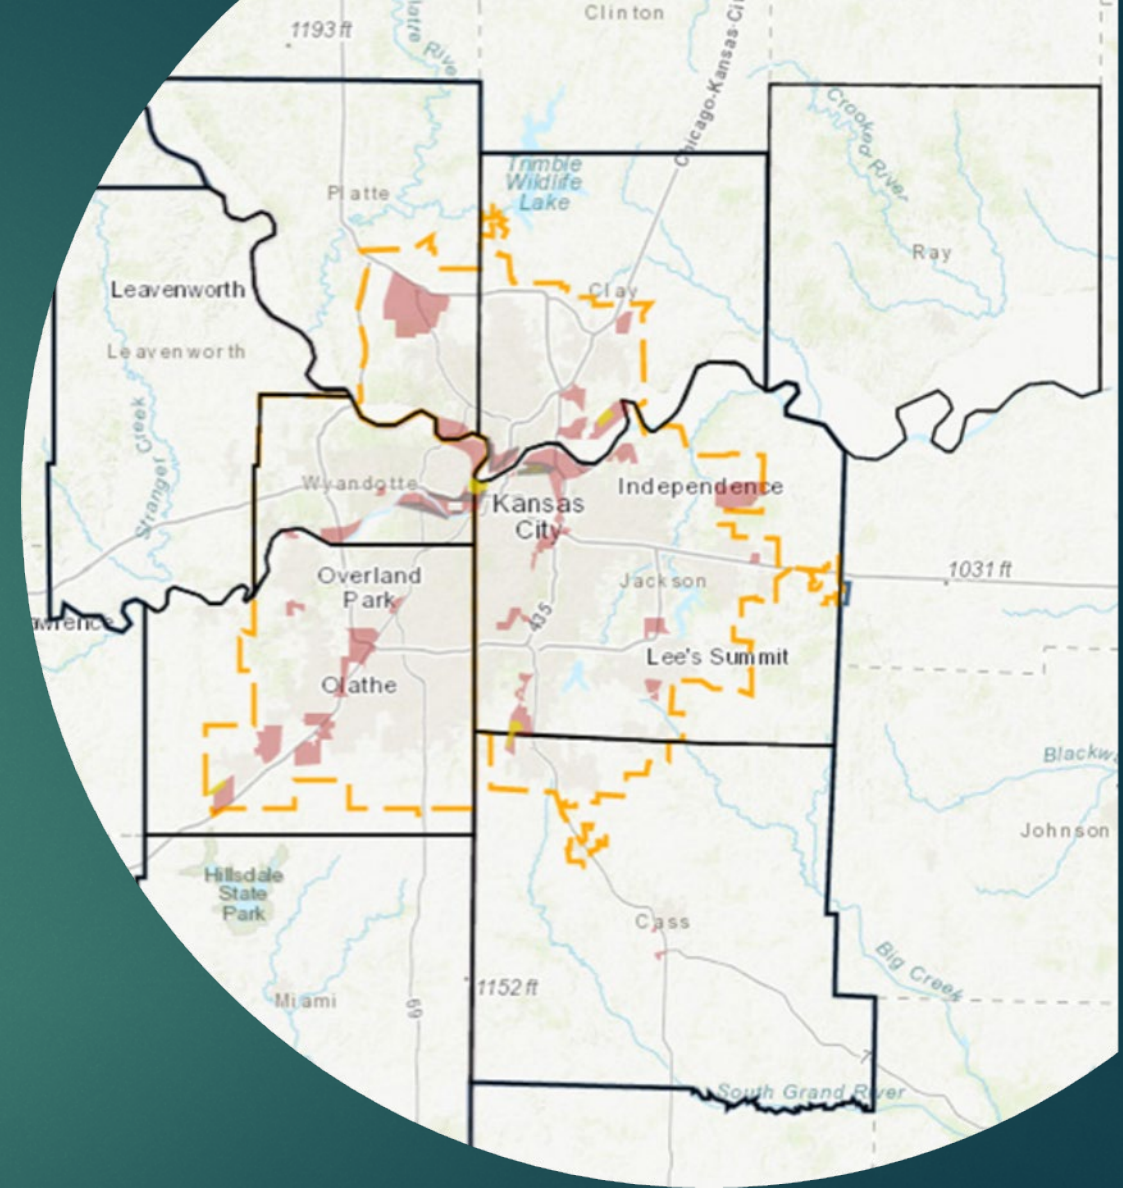 Clinton
1193 ft
River
Chicago-Kansas-Ci
Crooked River
Trimble
Wildlife
Lake
Platte
Ray
Clay
Leavenworth
Leavenworth
Stranger Creek
Wyandotte
Independence
Kansas
City
1031 ft
Overland
Park
Jackson
435
awrence
Lee's Summit
Olathe
Blackw
Johnson
Hillsdale
State
Park
Cass
Big Creek
1152 ft
Miami
69
7
South Grand River